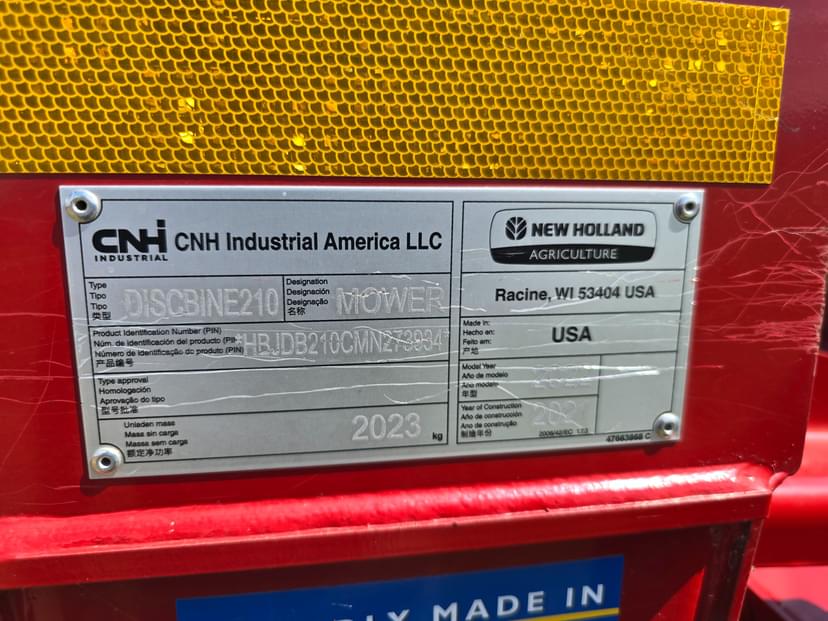 CNH
INDUSTRIAL
CNH Industrial America LLC
Type
Tipo
Tipo
类型
DISCBINE210
Designation
Designación
Designação
名称
MOWER
Product Identification Number (PIN)
Núm. de identificación del producto (PIN)
Número de identificação do produto (PIN)
产品编号
*HBJDB210CMN273934*
Type approval
Homologación
Aprovação do tipo
型号批准
Unladen mass
Masa sin carga
Massa sem carga
额定净功率
2023 kg
NEW HOLLAND
AGRICULTURE
Racine, WI 53404 USA
Made in:
Hecho en:
Feito em:
产地
USA
Model Year
Año de modelo
Ano modelo
年型
2022
Year of Construction
Año de construcción
Ano de construção
制造年份
2006/42/EC
47663868 C
MADE IN